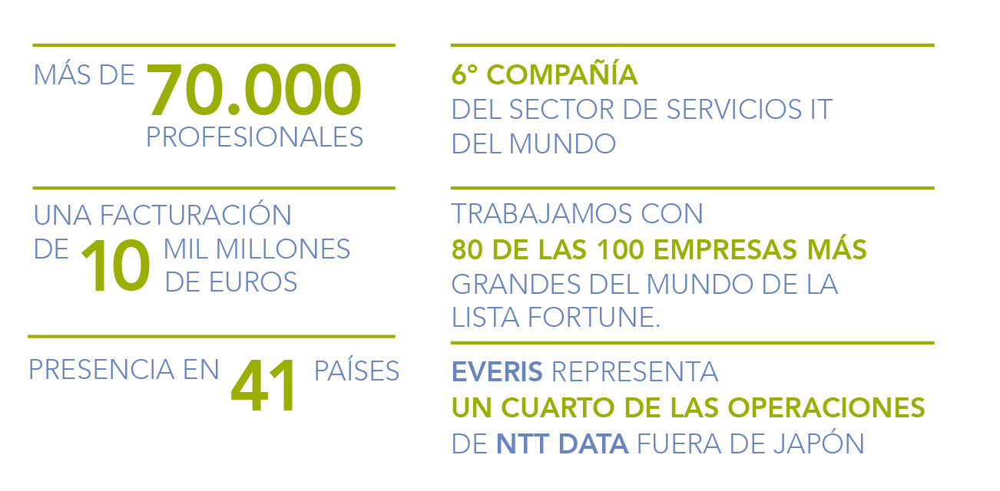 MÁS DE 70.000
PROFESIONALES
UNA FACTURACIÓN
DE 10 MIL MILLONES
DE EUROS
PRESENCIA EN 41 PAÍSES
6º COMPAÑÍA
DEL SECTOR DE SERVICIOS IT
DEL MUNDO
TRABAJAMOS CON
80 DE LAS 100 EMPRESAS MÁS
GRANDES DEL MUNDO DE LA
LISTA FORTUNE.
EVERIS REPRESENTA
UN CUARTO DE LAS OPERACIONES
DE NTT DATA FUERA DE JAPÓN